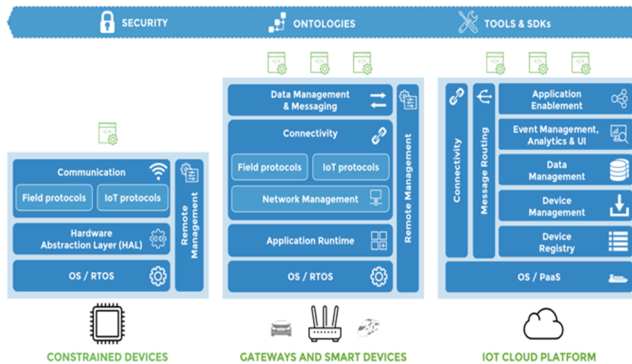 SECURITY
ONTOLOGIES
TOOLS & SDKs
Communication
Field protocols
IoT protocols
Hardware
Abstraction Layer (HAL)
OS / RTOS
Remote
Management
CONSTRAINED DEVICES
Data Management
& Messaging
Connectivity
Field protocols
IoT protocols
Network Management
Application Runtime
OS / RTOS
Remote Management
GATEWAYS AND SMART DEVICES
Connectivity
Message Routing
Application
Enablement
Event Management,
Analytics & UI
Data
Management
Device
Management
Device
Registry
OS / PaaS
IOT CLOUD PLATFORM